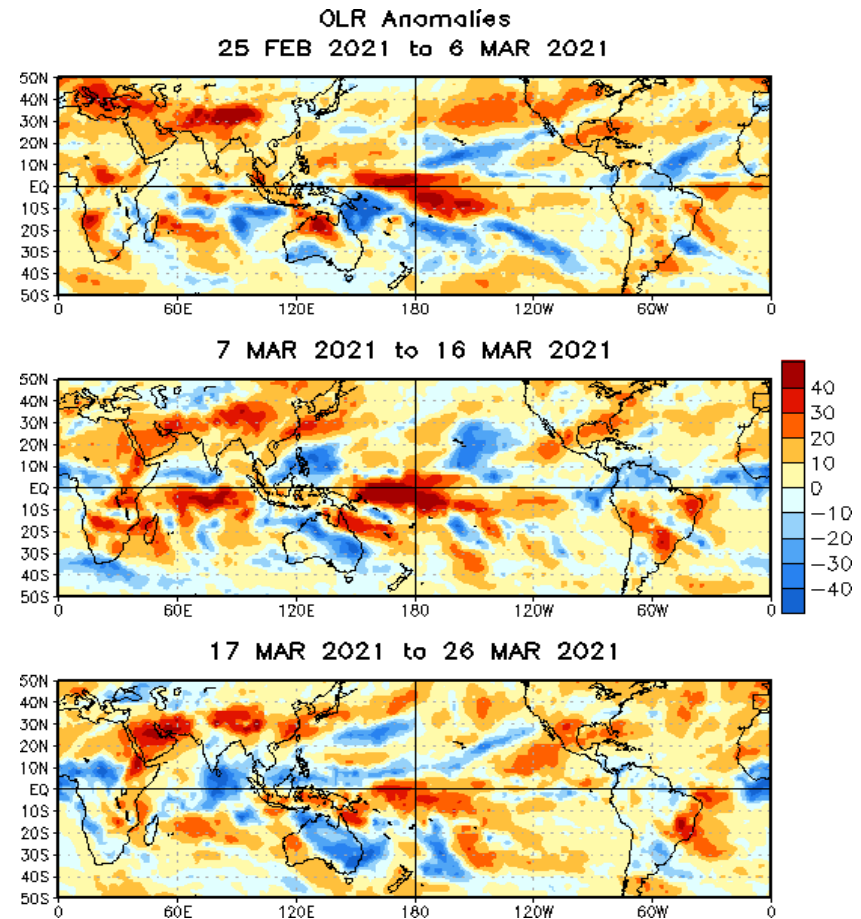 OLR Anomalies
25 FEB 2021 to 6 MAR 2021
50N
40N
30N
20N
10N
EQ
10S
20S
30S
40S
50S
0 60E 120E 180 120W 60W 0
7 MAR 2021 to 16 MAR 2021
50N
40N
30N
20N
10N
EQ
10S
20S
30S
40S
50S
0 60E 120E 180 120W 60W 0
40
30
20
10
0
-10
-20
-30
-40
17 MAR 2021 to 26 MAR 2021
50N
40N
30N
20N
10N
EQ
10S
20S
30S
40S
50S
0 60E 120E 180 120W 60W 0